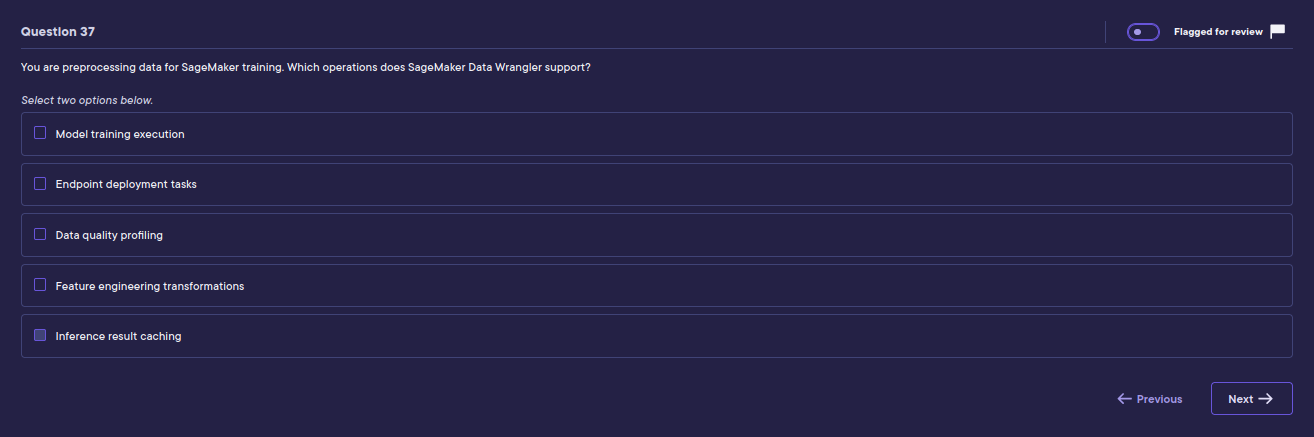 Question 37
Flagged for review
You are preprocessing data for SageMaker training. Which operations does SageMaker Data Wrangler support?
Select two options below.
Model training execution
Endpoint deployment tasks
Data quality profiling
Feature engineering transformations
Inference result caching
Previous
Next